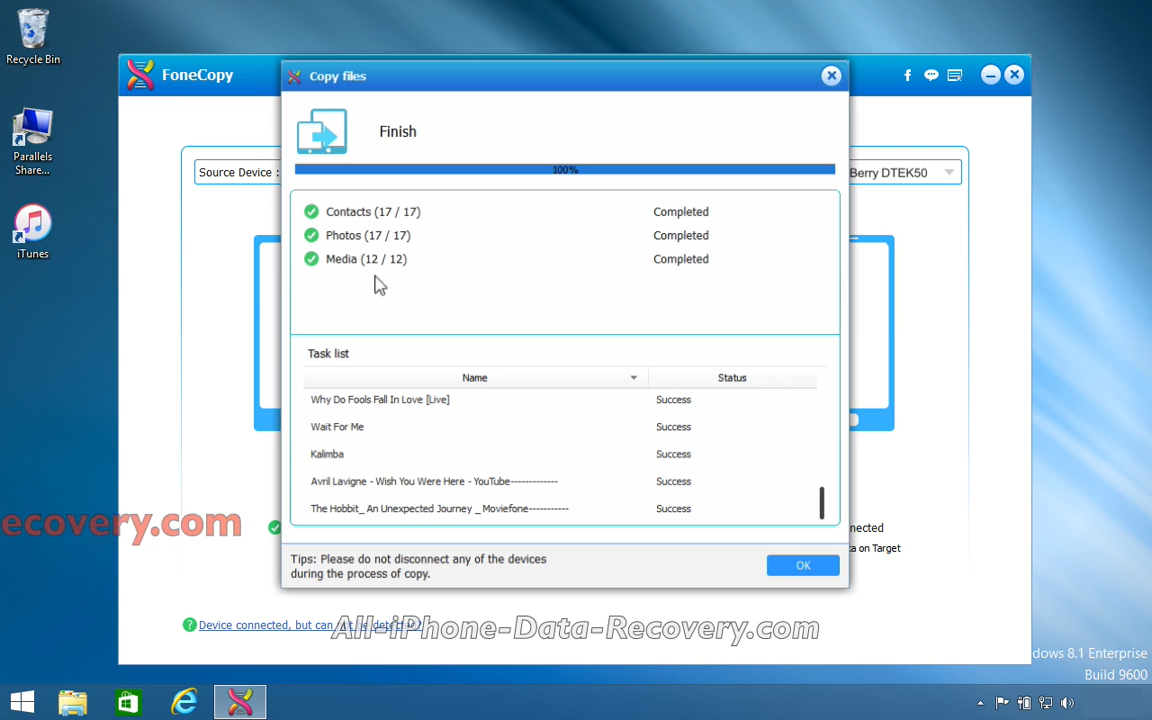 Recycle Bin
Parallels
Share...
iTunes
FoneCopy
Copy files
Finish
100%
Source Device :
Berry DTEK50
Contacts (17 / 17) Completed
Photos (17 / 17) Completed
Media (12 / 12) Completed
Task list
Name Status
Why Do Fools Fall In Love [Live] Success
Wait For Me Success
Kalimba Success
Avril Lavigne - Wish You Were Here - YouTube------------- Success
The Hobbit_ An Unexpected Journey _ Moviefone----------- Success
ecovery.com
nnected
ta on Target
Tips: Please do not disconnect any of the devices
during the process of copy.
OK
Device connected, but can
All-iPhone-Data-Recovery.com
dows 8.1 Enterprise
Build 9600